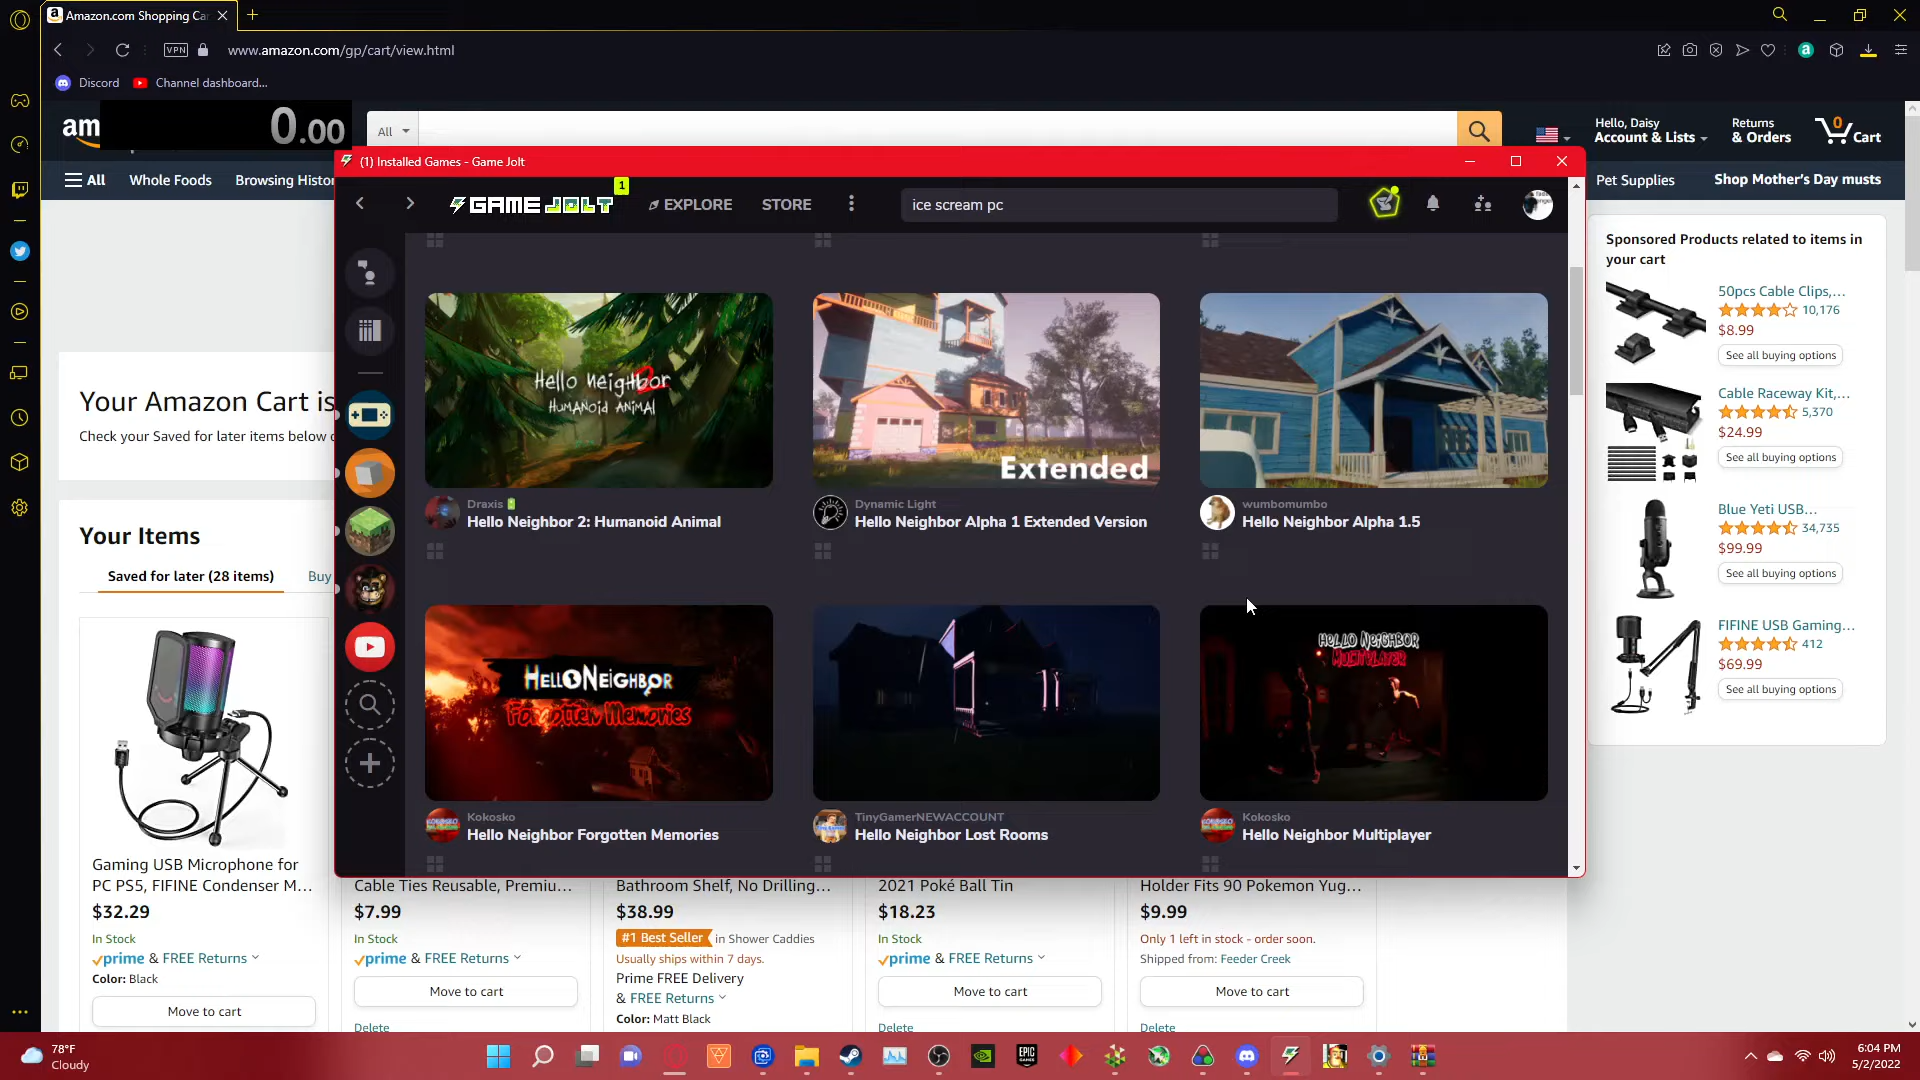 Amazon.com Shopping Ca
VPN
www.amazon.com/gp/cart/view.html
Discord
Channel dashboard...
am
0.00
All
Hello, Daisy
Account & Lists
Returns
& Orders
0
Cart
All
Whole Foods
Browsing Histor
Pet Supplies
Shop Mother's Day musts
(1) Installed Games - Game Jolt
GAME JOLT
1
EXPLORE
STORE
ice scream pc
Hello Neighbor 2
HUMANOID ANIMAL
Draxis
Hello Neighbor 2: Humanoid Animal
Extended
Dynamic Light
Hello Neighbor Alpha 1 Extended Version
wumbomumbo
Hello Neighbor Alpha 1.5
HELLO NEIGHBOR
Forgotten Memories
Kokosko
Hello Neighbor Forgotten Memories
TinyGamerNEWACCOUNT
Hello Neighbor Lost Rooms
HELLO NEIGHBOR
MULTIPLAYER
Kokosko
Hello Neighbor Multiplayer
Your Amazon Cart is
Check your Saved for later items below
Your Items
Saved for later (28 items)
Buy
Gaming USB Microphone for
PC PS5, FIFINE Condenser M...
$32.29
In Stock
prime & FREE Returns
Color: Black
Move to cart
Cable Ties Reusable, Premiu...
$7.99
In Stock
prime & FREE Returns
Move to cart
Delete
Bathroom Shelf, No Drilling...
$38.99
#1 Best Seller in Shower Caddies
Usually ships within 7 days.
Prime FREE Delivery
& FREE Returns
Color: Matt Black
2021 Poké Ball Tin
$18.23
In Stock
prime & FREE Returns
Move to cart
Delete
Holder Fits 90 Pokemon Yug...
$9.99
Only 1 left in stock - order soon.
Shipped from: Feeder Creek
Move to cart
Delete
Sponsored Products related to items in
your cart
50pcs Cable Clips,...
10,176
$8.99
See all buying options
Cable Raceway Kit,...
5,370
$24.99
See all buying options
Blue Yeti USB...
34,735
$99.99
See all buying options
FIFINE USB Gaming...
412
$69.99
See all buying options
78°F
Cloudy
EPIC
GAMES
6:04 PM
5/2/2022